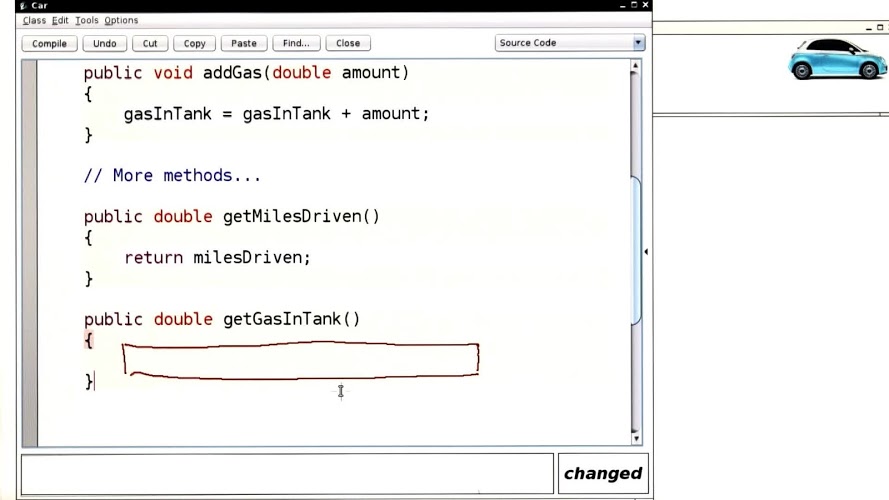 Car
Class Edit Tools Options
Compile Undo Cut Copy Paste Find... Close Source Code
public void addGas(double amount)
{
gasInTank = gasInTank + amount;
}
// More methods...
public double getMilesDriven()
{
return milesDriven;
}
public double getGasInTank()
{
}
changed